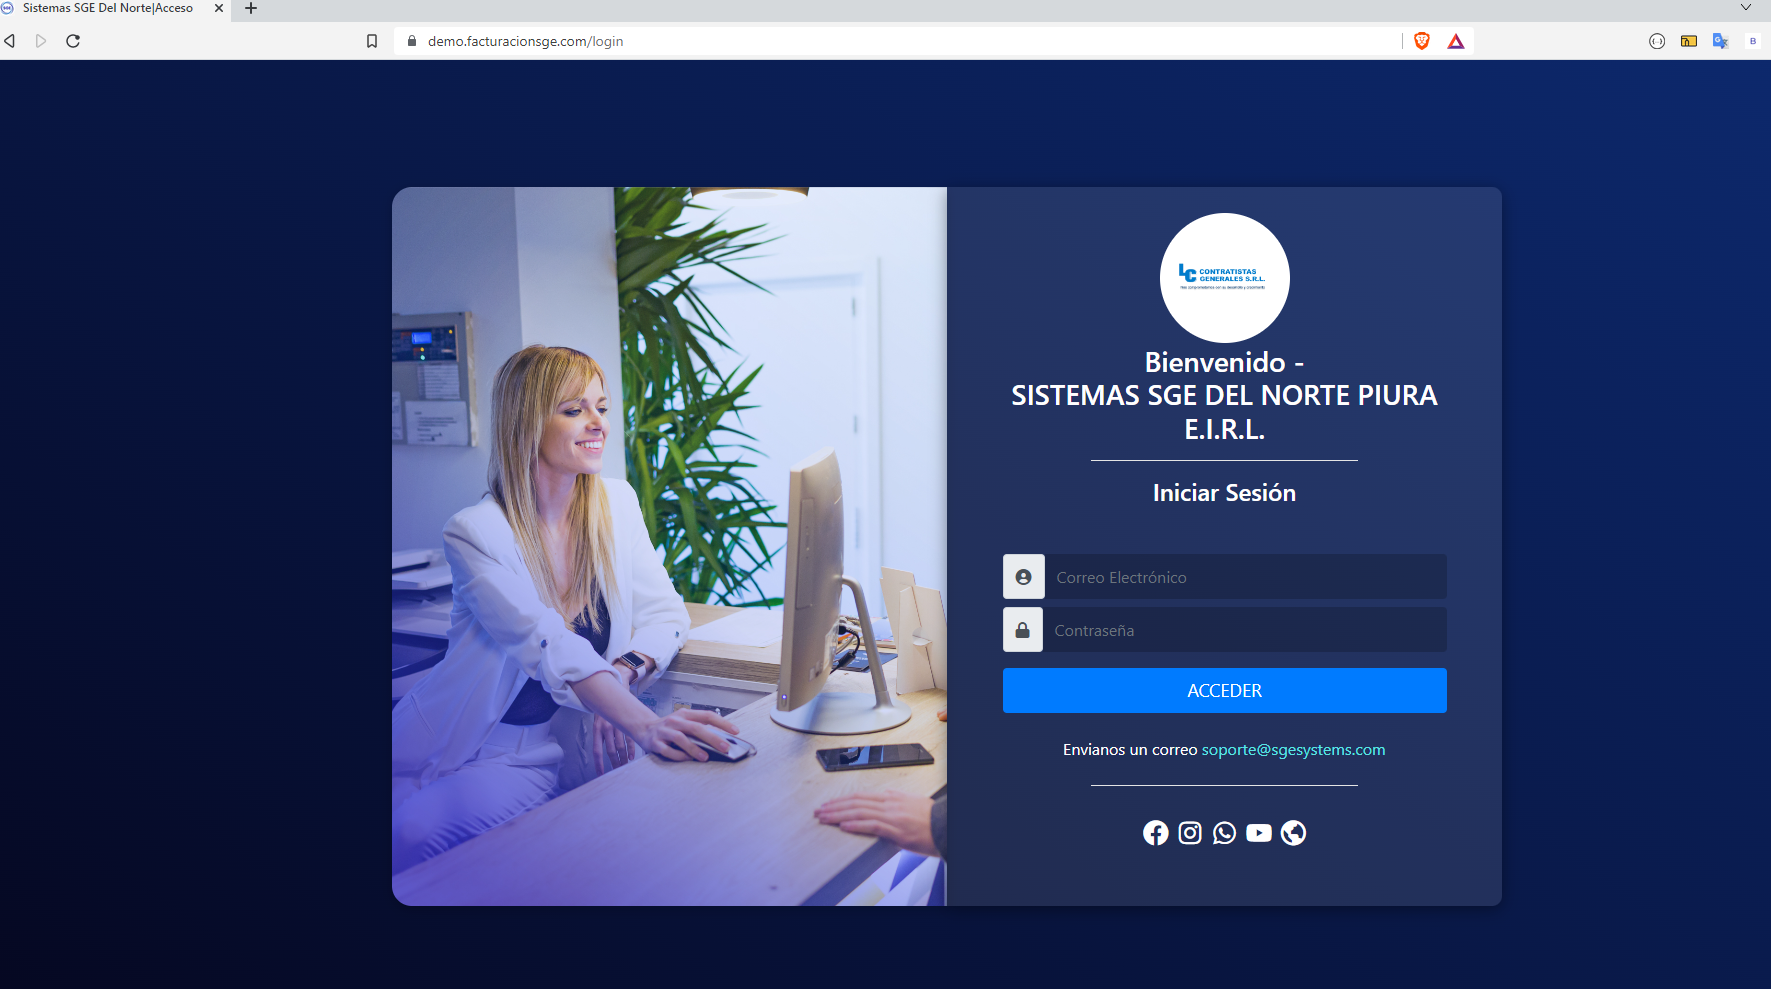 Sistemas SGE Del Norte|Acceso
demo.facturacionsge.com/login
LC CONTRATISTAS
GENERALES S.R.L.
Bienvenido -
SISTEMAS SGE DEL NORTE PIURA
E.I.R.L.
Iniciar Sesión
Correo Electrónico
Contraseña
ACCEDER
Envianos un correo soporte@sgesystems.com